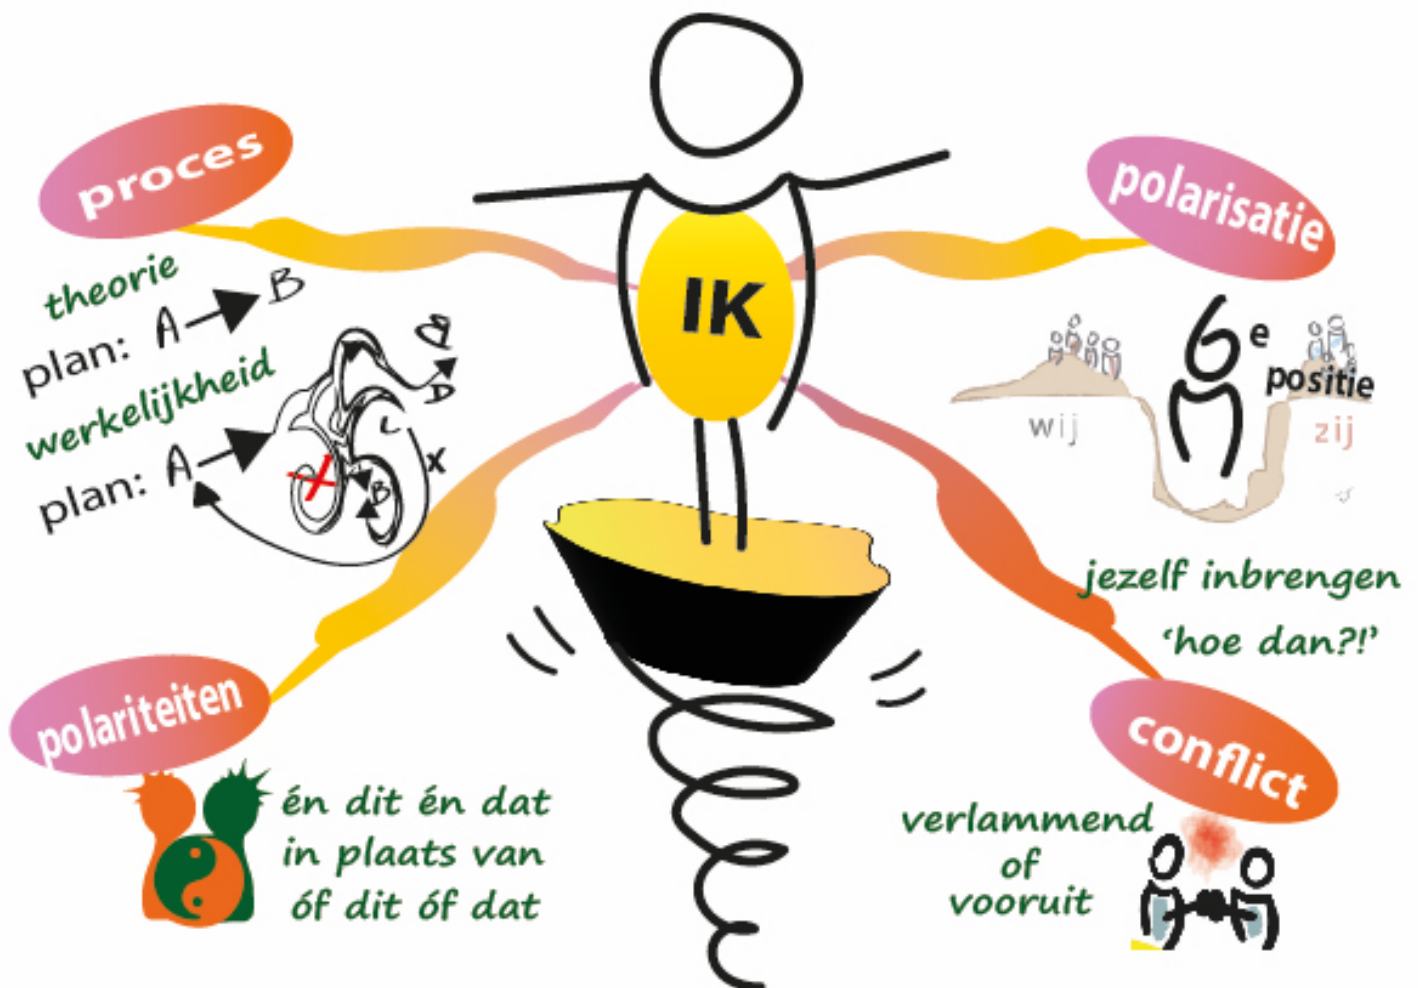 proces
theorie
plan: A B
werkelijkheid
plan: A
B
D
L
X
B
polariteiten
én dit én dat
in plaats van
óf dit óf dat
IK
polarisatie
6e
positie
wij
zij
jezelf inbrengen
‘hoe dan?!’
conflict
verlammend
of
vooruit